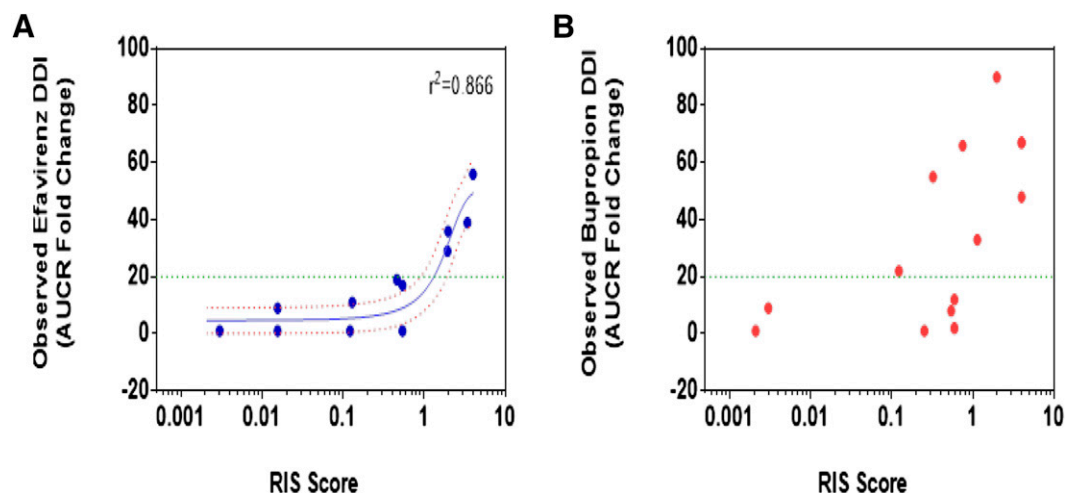 A
Observed Efavirenz DDI
(AUCR Fold Change)
100
80
60
40
20
0
-20
r²=0.866
0.001 0.01 0.1 1 10
RIS Score
B
Observed Bupropion DDI
(AUCR Fold Change)
100
80
60
40
20
0
-20
0.001 0.01 0.1 1 10
RIS Score